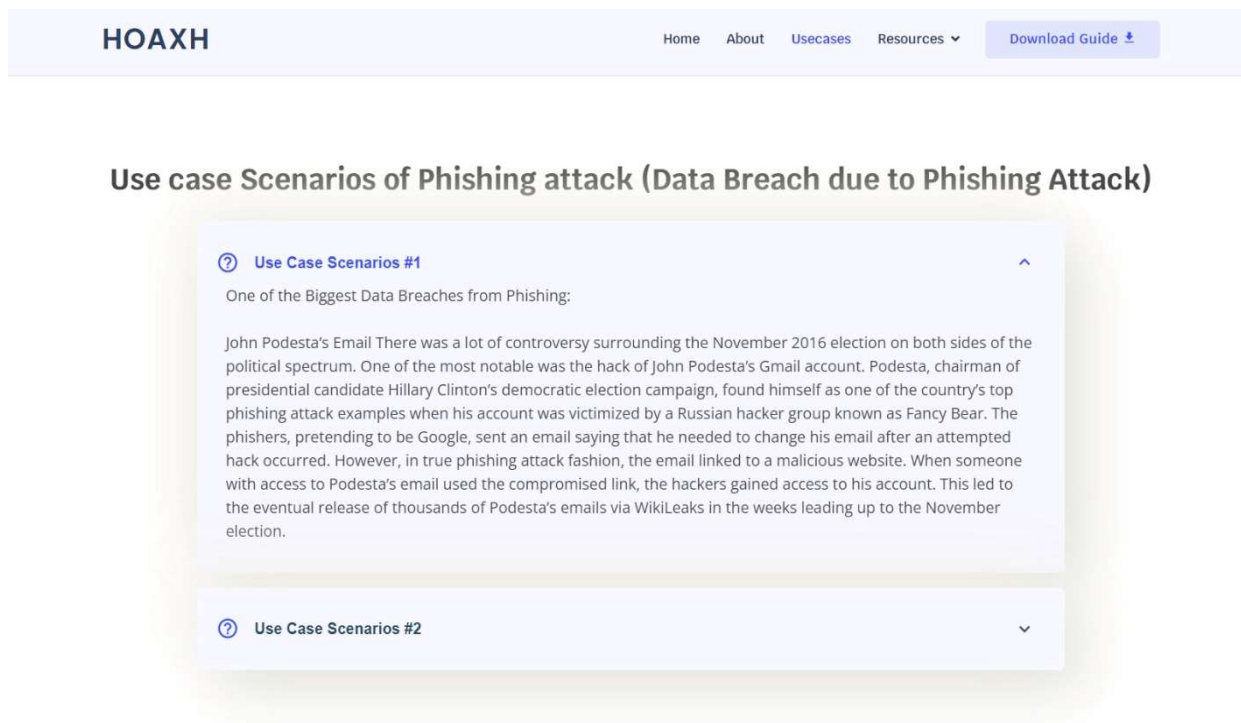 HOAXH
Home About Usecases Resources Download Guide
Use case Scenarios of Phishing attack (Data Breach due to Phishing Attack)
Use Case Scenarios #1
One of the Biggest Data Breaches from Phishing:
John Podesta's Email There was a lot of controversy surrounding the November 2016 election on both sides of the
political spectrum. One of the most notable was the hack of John Podesta's Gmail account. Podesta, chairman of
presidential candidate Hillary Clinton's democratic election campaign, found himself as one of the country's top
phishing attack examples when his account was victimized by a Russian hacker group known as Fancy Bear. The
phishers, pretending to be Google, sent an email saying that he needed to change his email after an attempted
hack occurred. However, in true phishing attack fashion, the email linked to a malicious website. When someone
with access to Podesta's email used the compromised link, the hackers gained access to his account. This led to
the eventual release of thousands of Podesta's emails via WikiLeaks in the weeks leading up to the November
election.
Use Case Scenarios #2